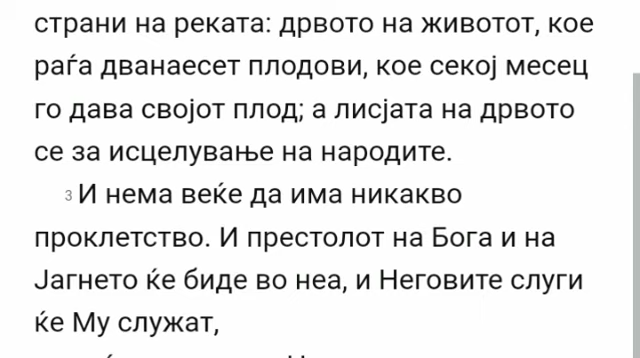 страни на реката: дрвото на животот, кое
раѓа дванаесет плодови, кое секој месец
го дава својот плод; а лисјата на дрвото
се за исцелување на народите.
3 И нема веќе да има никакво
проклетство. И престолот на Бога и на
Јагнето ќе биде во неа, и Неговите слуги
ќе Му служат,